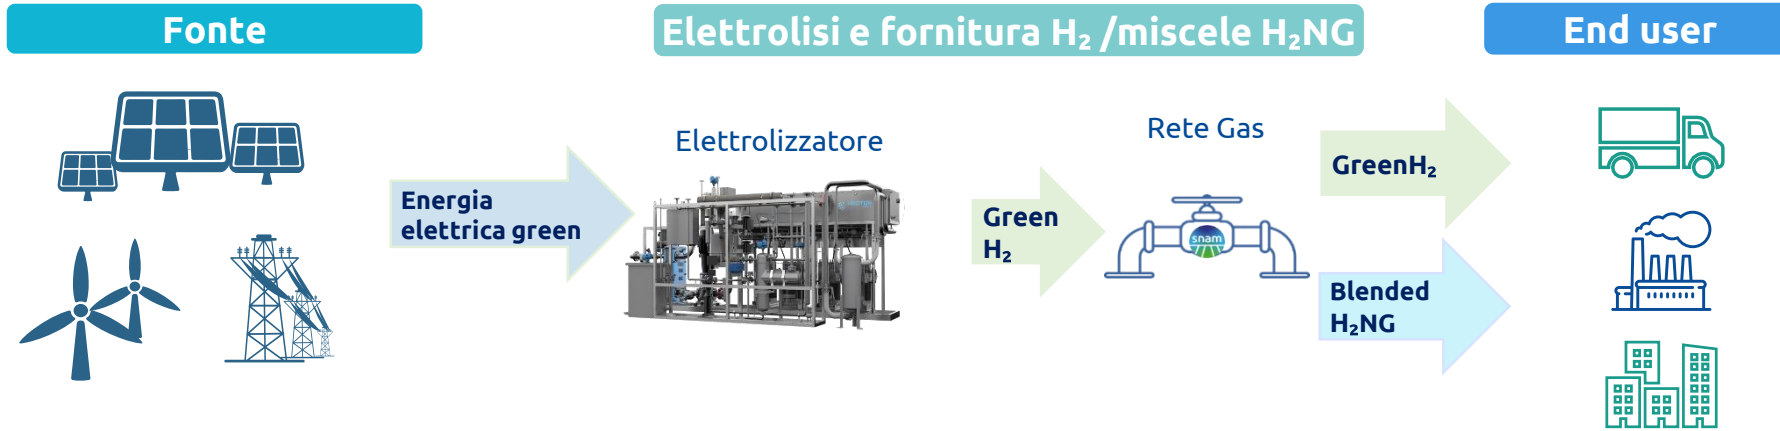 Fonte
Elettrolisi e fornitura H₂ /miscele H₂NG
End user
Elettrolizzatore
Rete Gas
Energia
elettrica green
Green
H₂
snam
GreenH₂
Blended
H₂NG